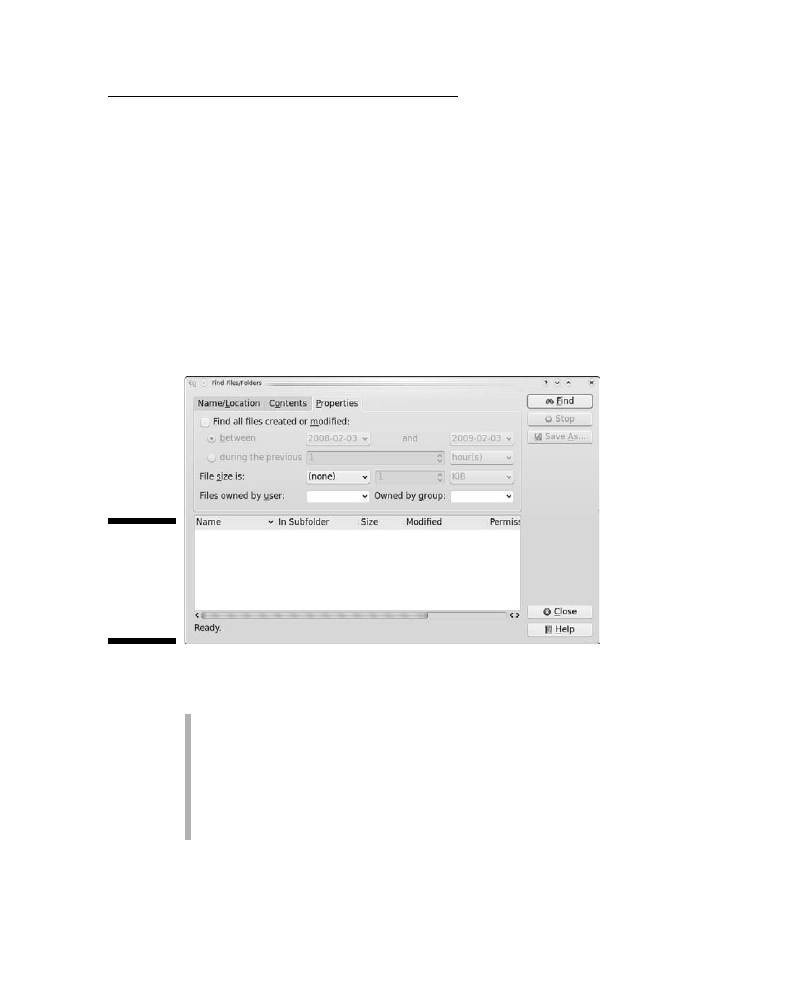 Find Files/Folders
Name/Location Contents Properties
Find
Find all files created or modified:
Stop
between 2008-02-03 and 2009-02-03
Save As...
during the previous 1 hour(s)
File size is: (none) 1 KiB
Files owned by user: Owned by group:
Name In Subfolder Size Modified Permiss
Close
Ready.
Help